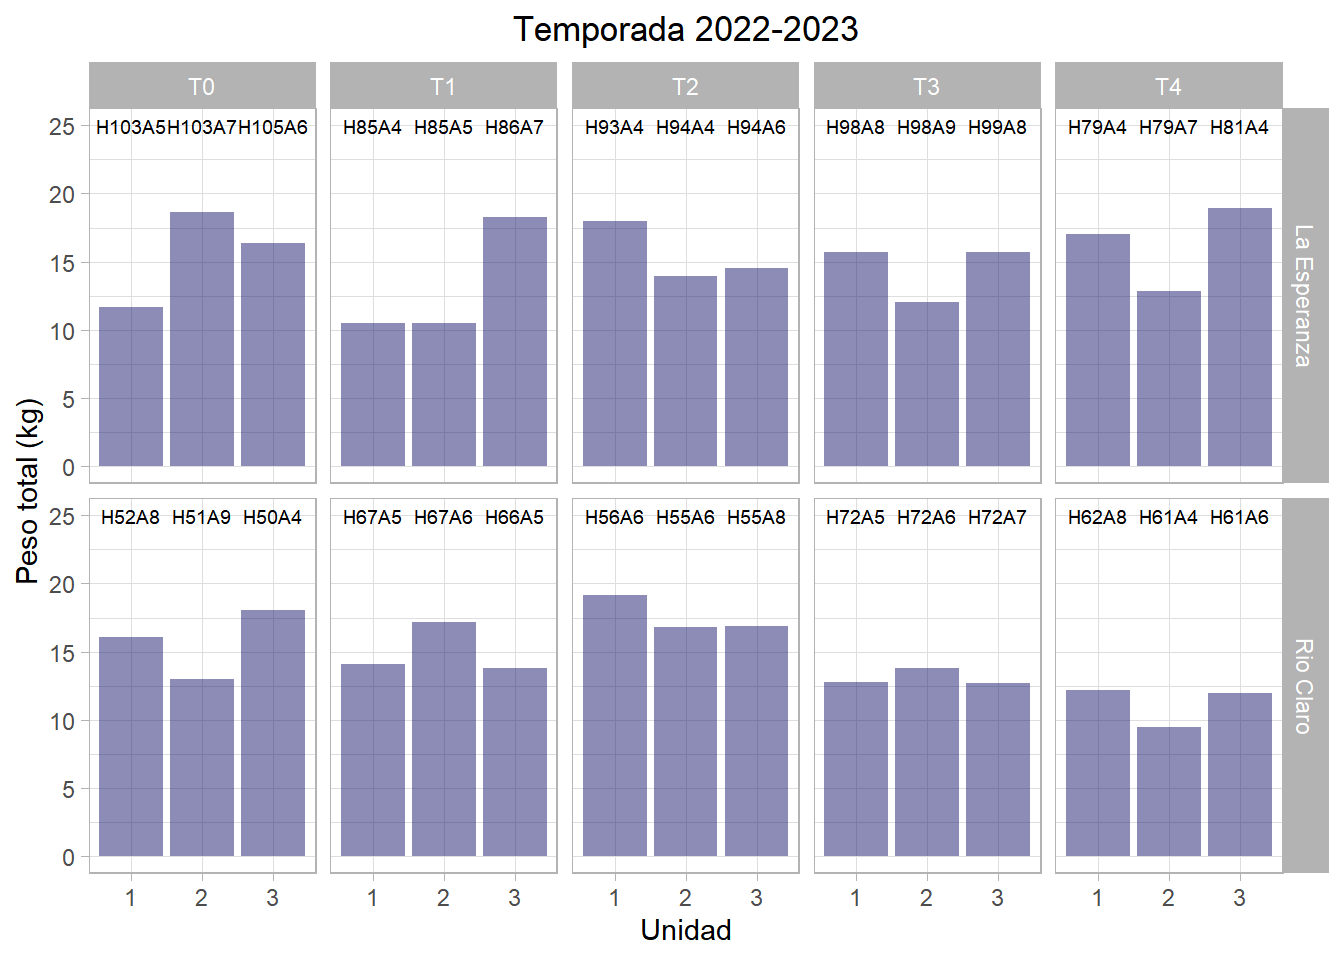 Temporada 2022-2023
T0 T1 T2 T3 T4
H103A5 H103A7 H105A6 H85A4 H85A5 H86A7 H93A4 H94A4 H94A6 H98A8 H98A9 H99A8 H79A4 H79A7 H81A4
25
20
15
10
5
0
La Esperanza
Peso total (kg)
H52A8 H51A9 H50A4 H67A5 H67A6 H66A5 H56A6 H55A6 H55A8 H72A5 H72A6 H72A7 H62A8 H61A4 H61A6
25
20
15
10
5
0
Rio Claro
1 2 3 1 2 3 1 2 3 1 2 3 1 2 3
Unidad